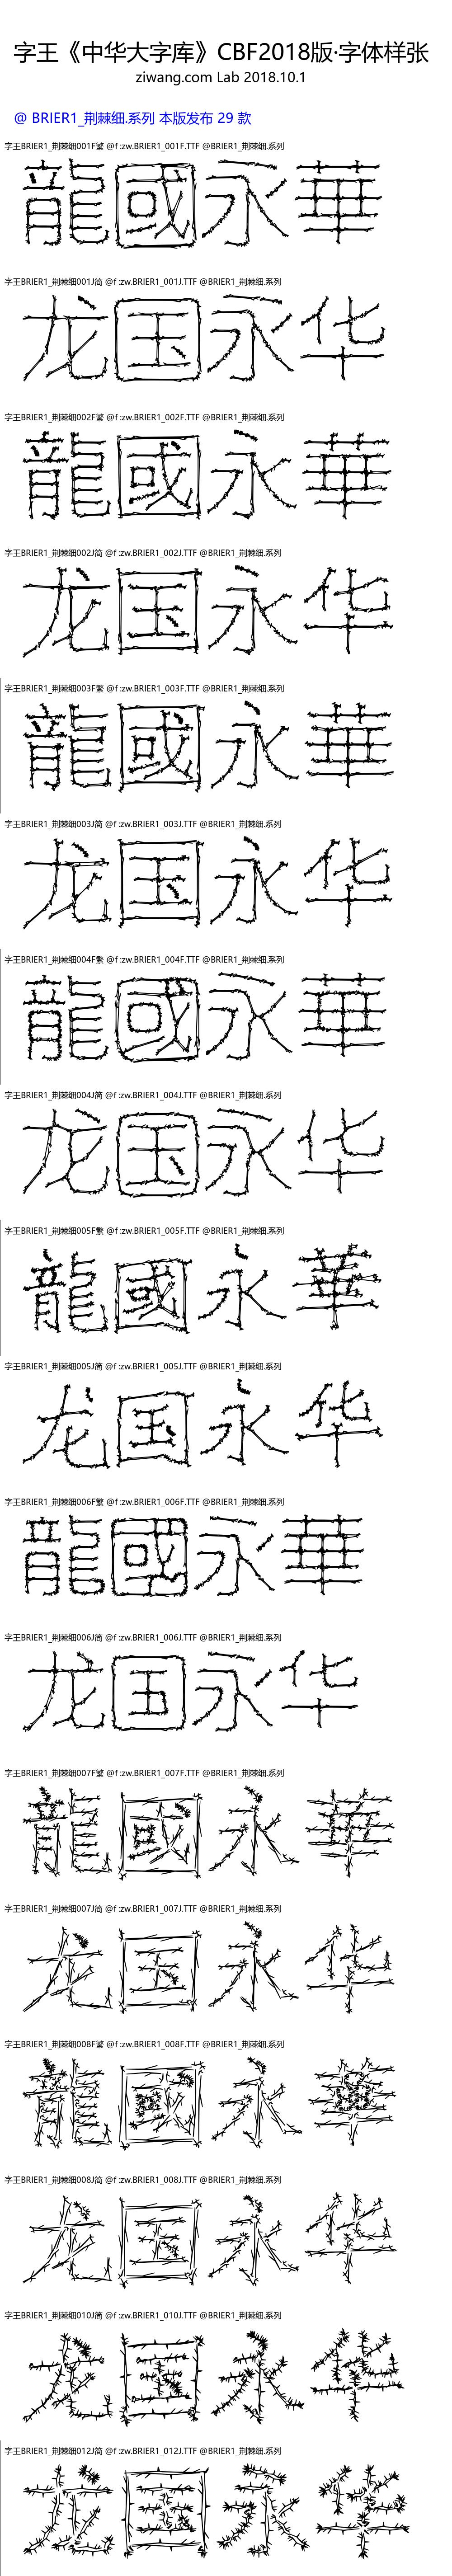 字王《中华大字库》CBF2018版·字体样张
ziwang.com Lab 2018.10.1
@ BRIER1_荆棘细.系列 本版发布 29 款
字王BRIER1_荆棘细001F繁 @f :zw.BRIER1_001F.TTF @BRIER1_荆棘细.系列
龍國永華
字王BRIER1_荆棘细001J简 @f :zw.BRIER1_001J.TTF @BRIER1_荆棘细.系列
龙国永华
字王BRIER1_荆棘细002F繁 @f :zw.BRIER1_002F.TTF @BRIER1_荆棘细.系列
龍國永華
字王BRIER1_荆棘细002J简 @f :zw.BRIER1_002J.TTF @BRIER1_荆棘细.系列
龙国永华
字王BRIER1_荆棘细003F繁 @f :zw.BRIER1_003F.TTF @BRIER1_荆棘细.系列
龍國永華
字王BRIER1_荆棘细003J简 @f :zw.BRIER1_003J.TTF @BRIER1_荆棘细.系列
龙国永华
字王BRIER1_荆棘细004F繁 @f :zw.BRIER1_004F.TTF @BRIER1_荆棘细.系列
龍國永華
字王BRIER1_荆棘细004J简 @f :zw.BRIER1_004J.TTF @BRIER1_荆棘细.系列
龙国永华
字王BRIER1_荆棘细005F繁 @f :zw.BRIER1_005F.TTF @BRIER1_荆棘细.系列
龍國永華
字王BRIER1_荆棘细005J简 @f :zw.BRIER1_005J.TTF @BRIER1_荆棘细.系列
龙国永华
字王BRIER1_荆棘细006F繁 @f :zw.BRIER1_006F.TTF @BRIER1_荆棘细.系列
龍國永華
字王BRIER1_荆棘细006J简 @f :zw.BRIER1_006J.TTF @BRIER1_荆棘细.系列
龙国永华
字王BRIER1_荆棘细007F繁 @f :zw.BRIER1_007F.TTF @BRIER1_荆棘细.系列
龍國永華
字王BRIER1_荆棘细007J简 @f :zw.BRIER1_007J.TTF @BRIER1_荆棘细.系列
龙国永华
字王BRIER1_荆棘细008F繁 @f :zw.BRIER1_008F.TTF @BRIER1_荆棘细.系列
龍國永華
字王BRIER1_荆棘细008J简 @f :zw.BRIER1_008J.TTF @BRIER1_荆棘细.系列
龙国永华
字王BRIER1_荆棘细010J简 @f :zw.BRIER1_010J.TTF @BRIER1_荆棘细.系列
龙国永华
字王BRIER1_荆棘细012J简 @f :zw.BRIER1_012J.TTF @BRIER1_荆棘细.系列
龙国永华